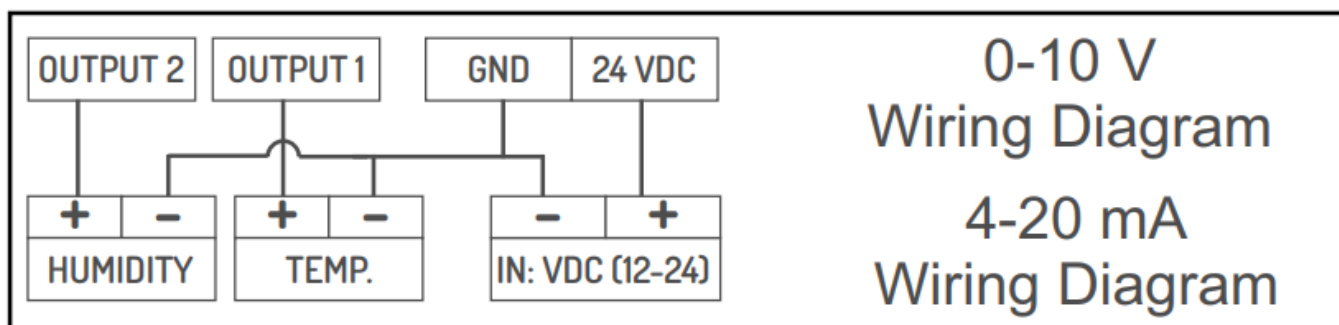 OUTPUT 2 OUTPUT 1 GND 24 VDC
+ - + - - +
HUMIDITY TEMP. IN: VDC (12-24)
0-10 V
Wiring Diagram
4-20 mA
Wiring Diagram